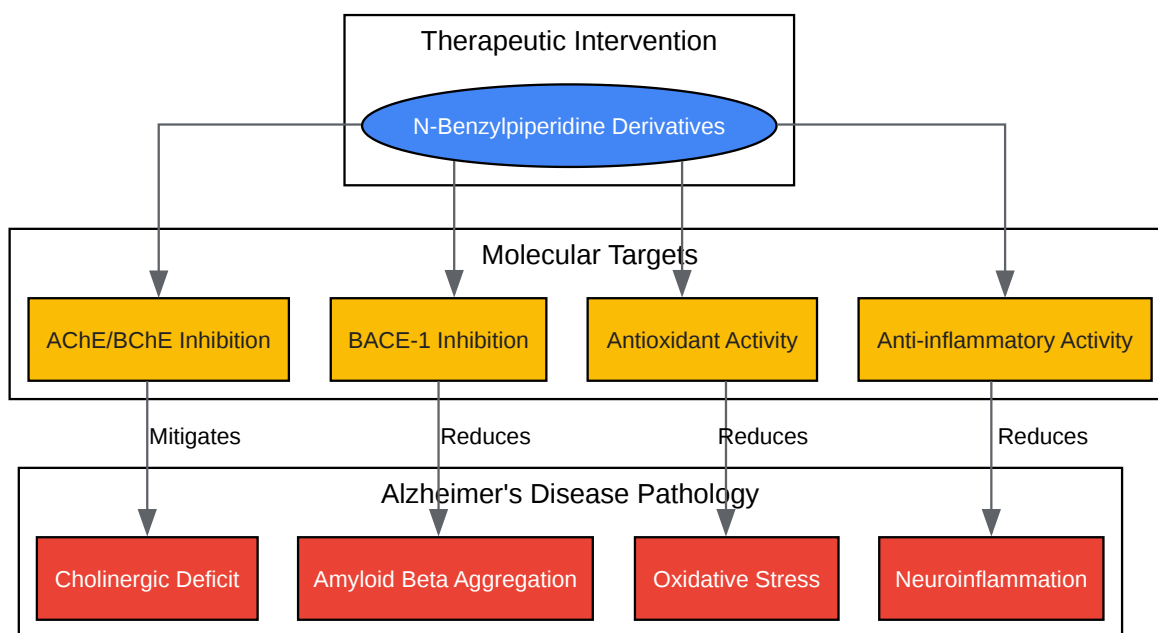 Therapeutic Intervention
N-Benzylpiperidine Derivatives
Molecular Targets
AChE/BChE Inhibition
BACE-1 Inhibition
Antioxidant Activity
Anti-inflammatory Activity
Mitigates
Reduces
Reduces
Reduces
Alzheimer's Disease Pathology
Cholinergic Deficit
Amyloid Beta Aggregation
Oxidative Stress
Neuroinflammation